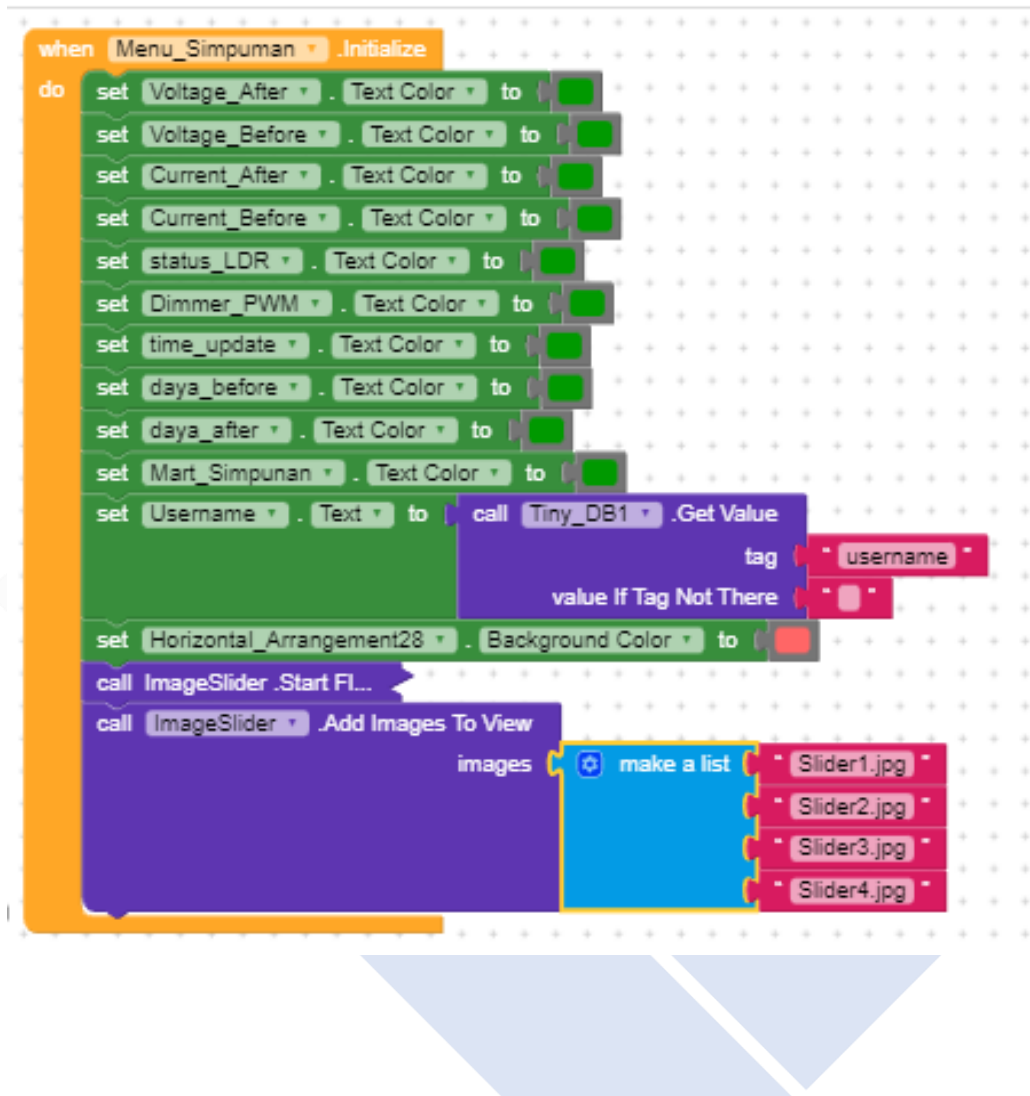 when Menu_Simpuman .Initialize
do set Voltage_After . Text Color to
set Voltage_Before . Text Color to
set Current_After . Text Color to
set Current_Before . Text Color to
set status_LDR . Text Color to
set Dimmer_PWM . Text Color to
set time_update . Text Color to
set daya_before . Text Color to
set daya_after . Text Color to
set Mart_Simpunan . Text Color to
set Username . Text to call Tiny_DB1 .Get Value
tag " username "
value If Tag Not There " "
set Horizontal_Arrangement28 . Background Color to
call ImageSlider .Start Fl...
call ImageSlider .Add Images To View
images make a list " Slider1.jpg "
" Slider2.jpg "
" Slider3.jpg "
" Slider4.jpg "